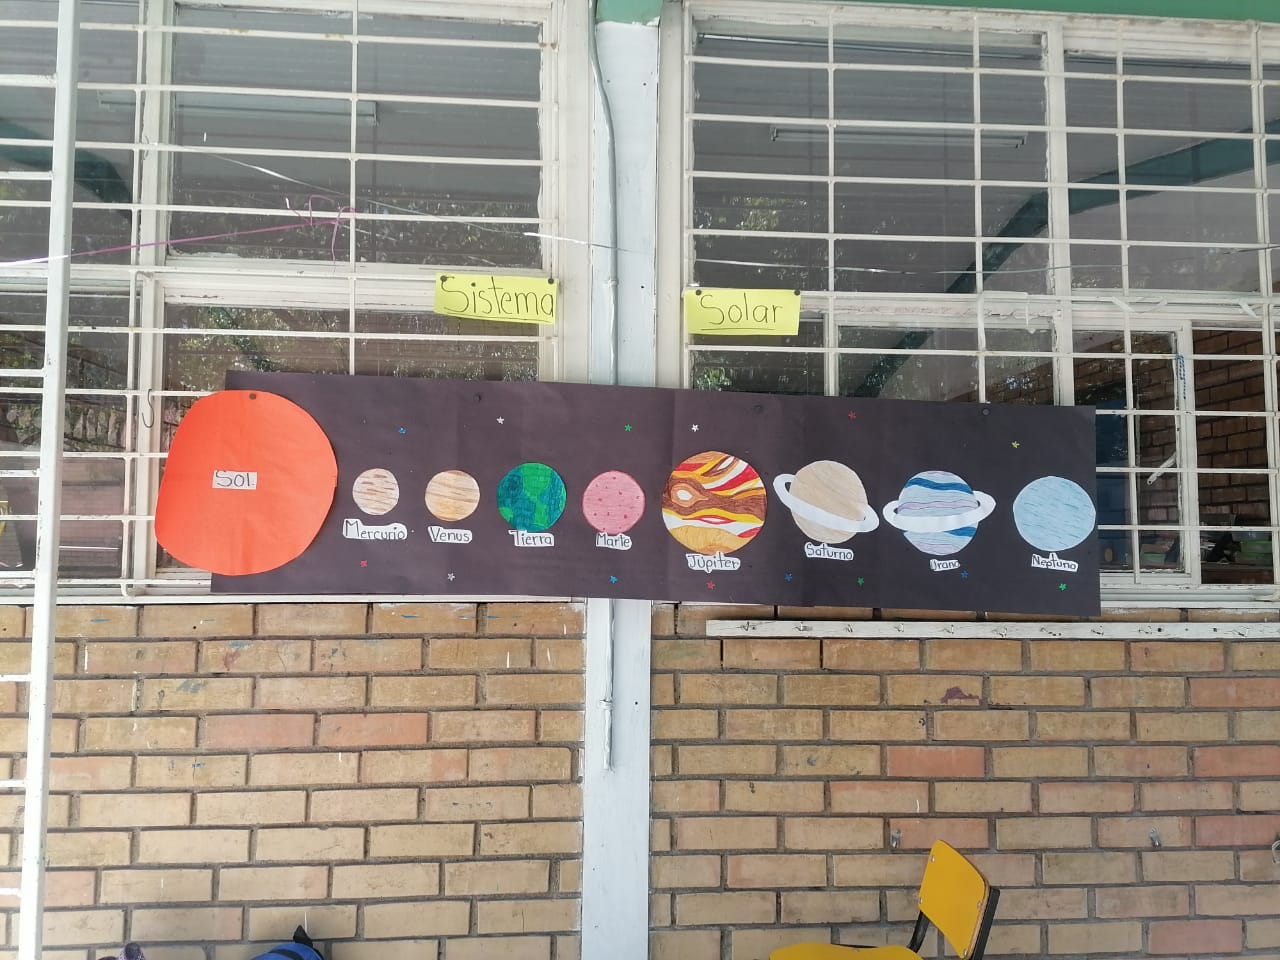 Sistema
Solar
Sol.
Mercurio
Venus
Tierra
Marte
Júpiter
Saturno
Urano
Neptuno